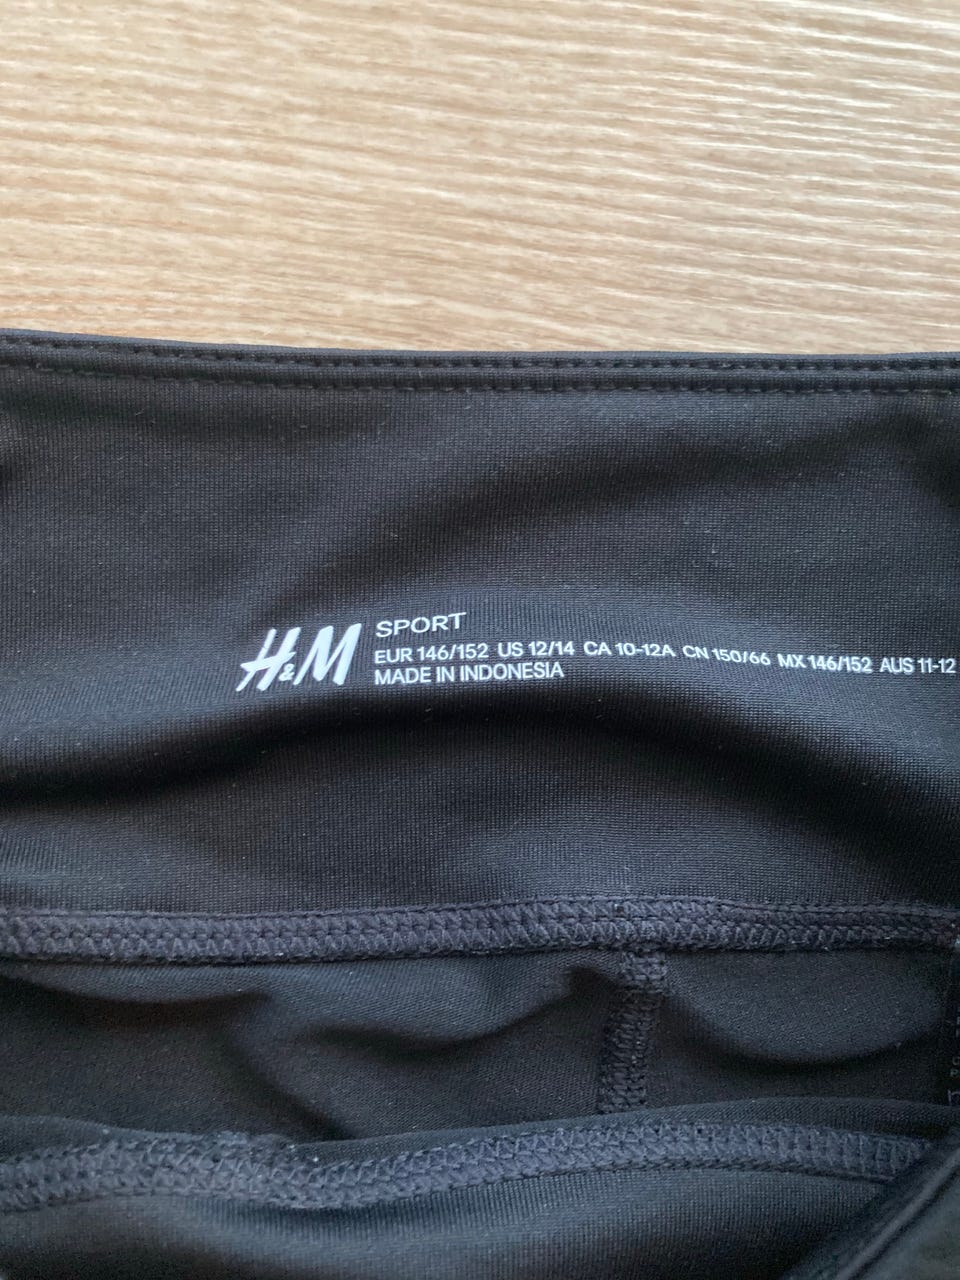 H&M
SPORT
EUR 146/152 US 12/14 CA 10-12A CN 150/66 MX 146/152 AUS 11-12
MADE IN INDONESIA